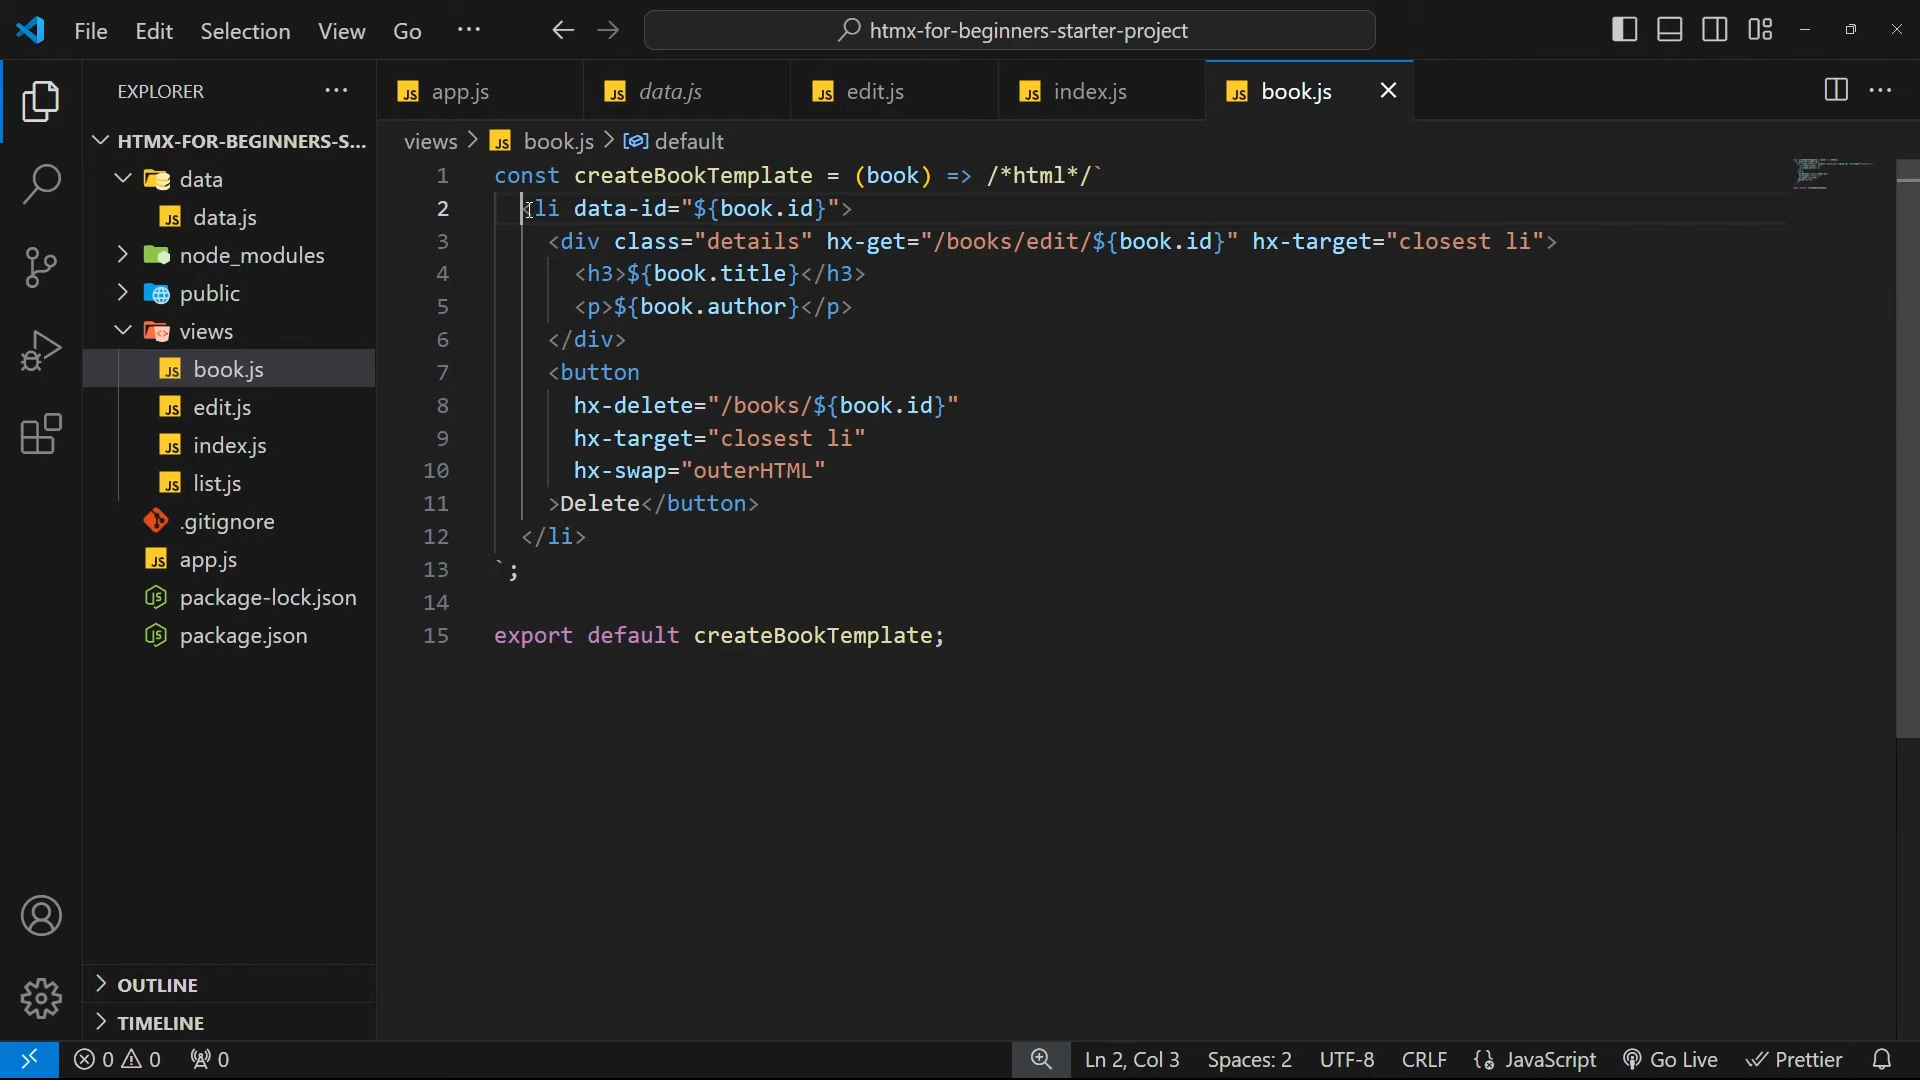 File Edit Selection View Go ··· htmx-for-beginners-starter-project
EXPLORER ···
HTMX-FOR-BEGINNERS-S...
data
data.js
node_modules
public
views
book.js
edit.js
index.js
list.js
.gitignore
app.js
package-lock.json
package.json
OUTLINE
TIMELINE
app.js data.js edit.js index.js book.js
views > book.js > default
1 const createBookTemplate = (book) => /*html*/`
2 <li data-id="${book.id}">
3 <div class="details" hx-get="/books/edit/${book.id}" hx-target="closest li">
4 <h3>${book.title}</h3>
5 <p>${book.author}</p>
6 </div>
7 <button
8 hx-delete="/books/${book.id}"
9 hx-target="closest li"
10 hx-swap="outerHTML"
11 >Delete</button>
12 </li>
13 `;
14
15 export default createBookTemplate;
0 0 0 Ln 2, Col 3 Spaces: 2 UTF-8 CRLF JavaScript Go Live Prettier